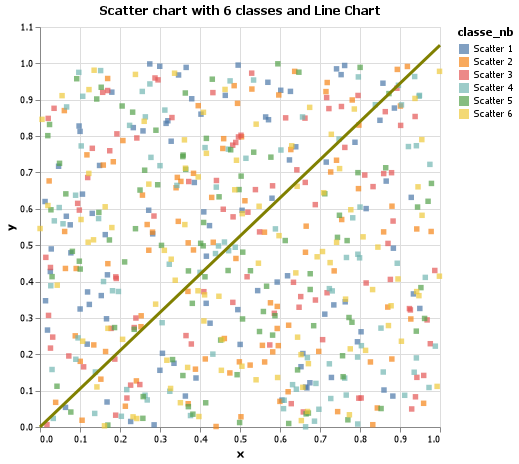 Scatter chart with 6 classes and Line Chart
classe_nb
Scatter 1
Scatter 2
Scatter 3
Scatter 4
Scatter 5
Scatter 6
y
1.1
1.0
0.9
0.8
0.7
0.6
0.5
0.4
0.3
0.2
0.1
0.0
0.0 0.1 0.2 0.3 0.4 0.5 0.6 0.7 0.8 0.9 1.0
x